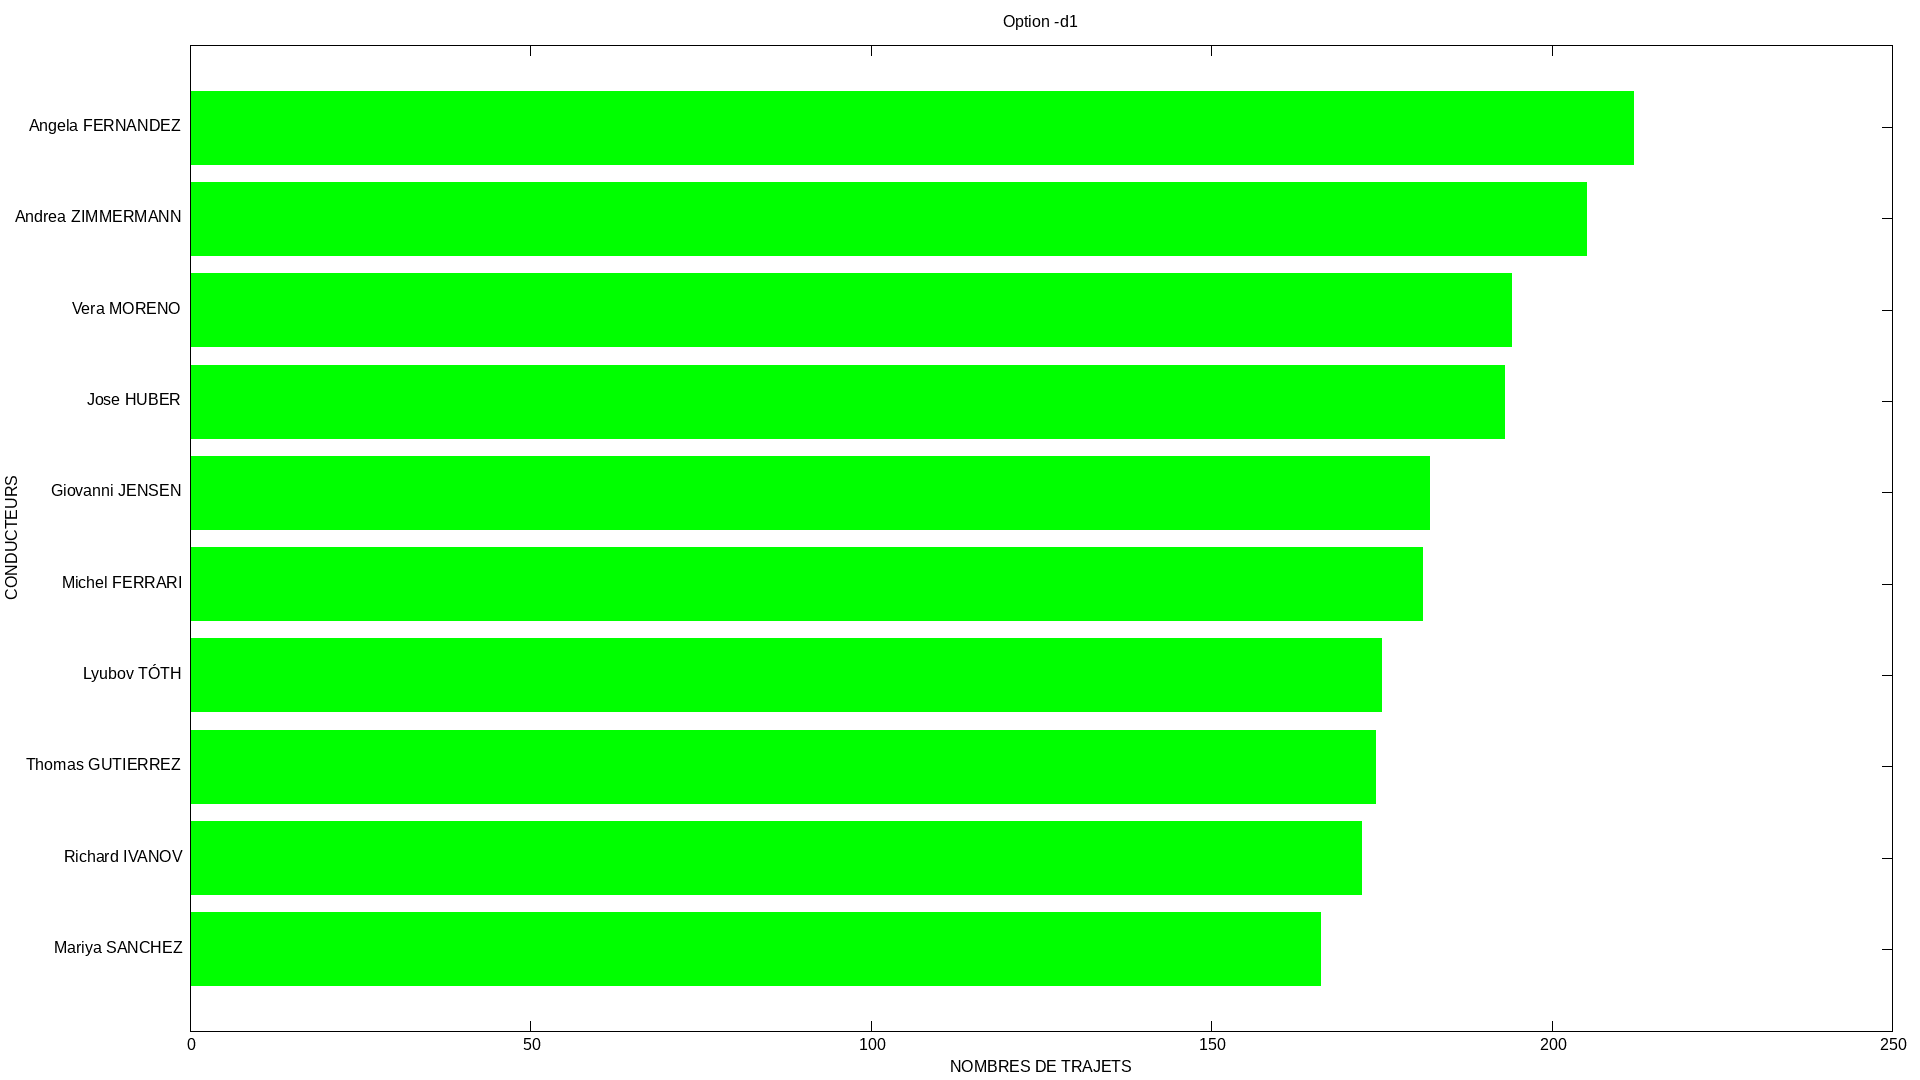 Option -d1
Angela FERNANDEZ
Andrea ZIMMERMANN
Vera MORENO
Jose HUBER
Giovanni JENSEN
Michel FERRARI
Lyubov TÓTH
Thomas GUTIERREZ
Richard IVANOV
Mariya SANCHEZ
CONDUCTEURS
0 50 100 150 200 250
NOMBRES DE TRAJETS